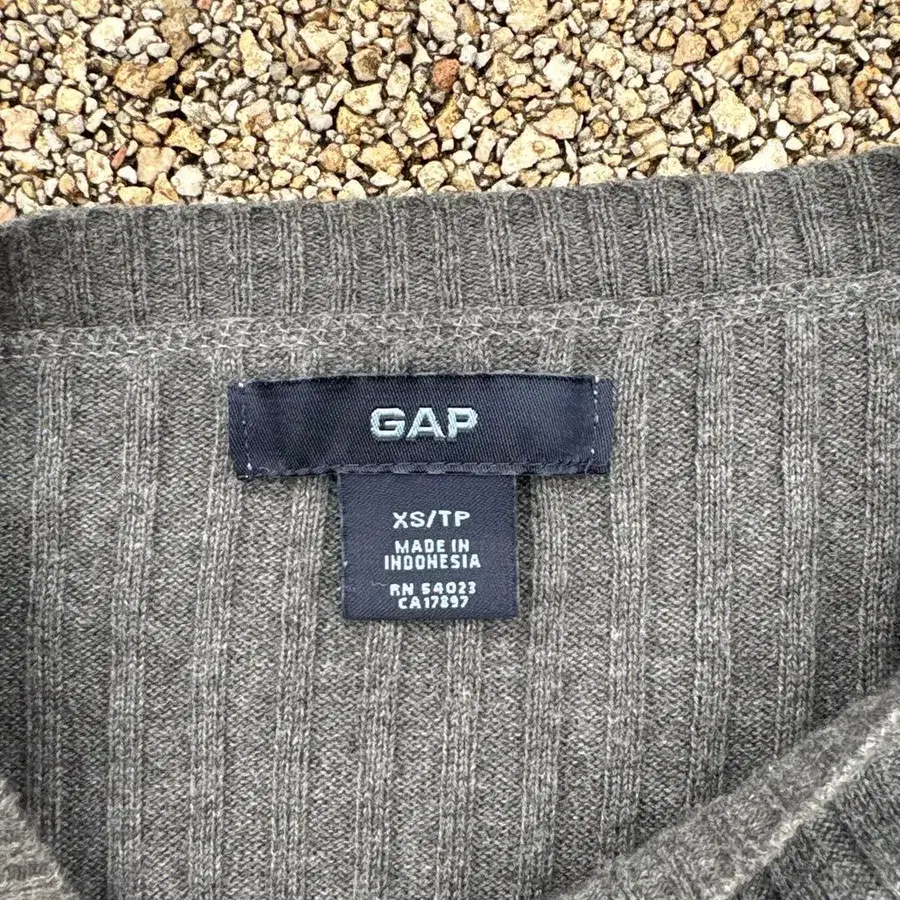 GAP
XS/TP
MADE IN
INDONESIA
RN 54023
CA17897